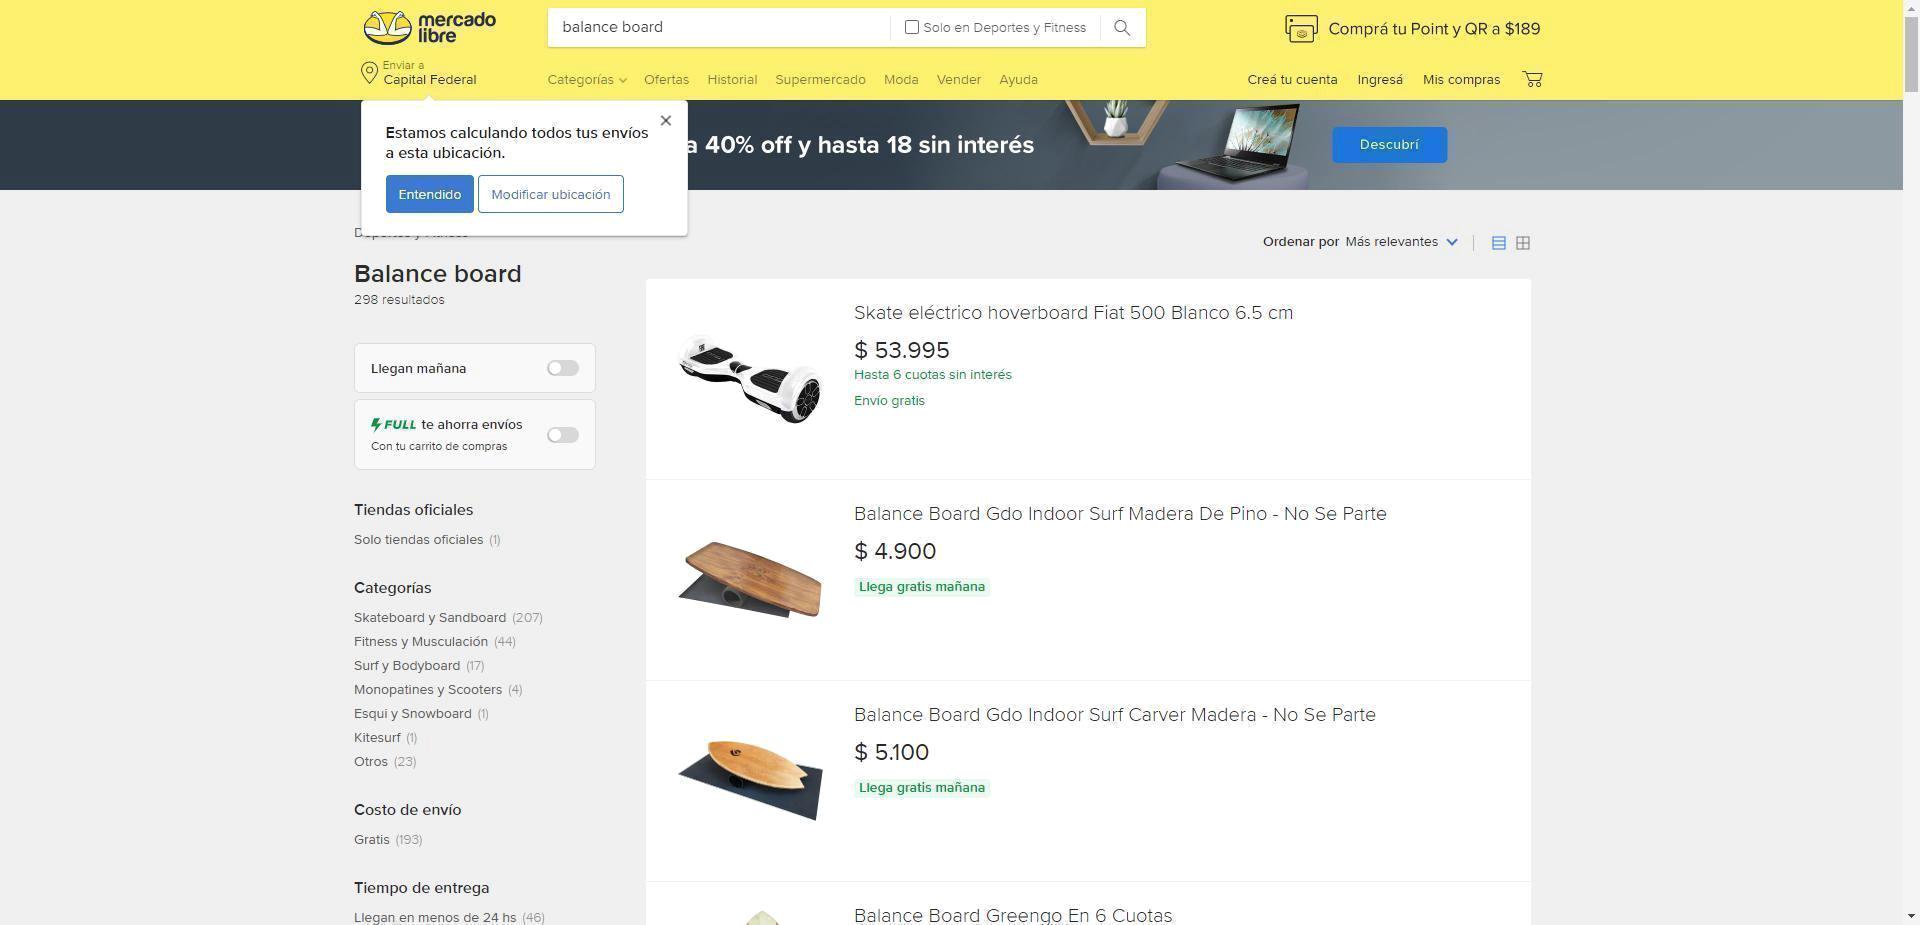 mercado
libre
balance board
Solo en Deportes y Fitness
Comprá tu Point y QR a $189
Enviar a
Capital Federal
Categorías
Ofertas
Historial
Supermercado
Moda
Vender
Ayuda
Creá tu cuenta
Ingresá
Mis compras
Estamos calculando todos tus envíos
a esta ubicación.
Entendido
Modificar ubicación
a 40% off y hasta 18 sin interés
Descubrí
Balance board
298 resultados
Ordenar por Más relevantes
Llegan mañana
FULL te ahorra envíos
Con tu carrito de compras
Tiendas oficiales
Solo tiendas oficiales (1)
Categorías
Skateboard y Sandboard (207)
Fitness y Musculación (44)
Surf y Bodyboard (17)
Monopatines y Scooters (4)
Esqui y Snowboard (1)
Kitesurf (1)
Otros (23)
Costo de envío
Gratis (193)
Tiempo de entrega
Llegan en menos de 24 hs (46)
Skate eléctrico hoverboard Fiat 500 Blanco 6.5 cm
$ 53.995
Hasta 6 cuotas sin interés
Envío gratis
Balance Board Gdo Indoor Surf Madera De Pino - No Se Parte
$ 4.900
Llega gratis mañana
Balance Board Gdo Indoor Surf Carver Madera - No Se Parte
$ 5.100
Llega gratis mañana
Balance Board Greengo En 6 Cuotas